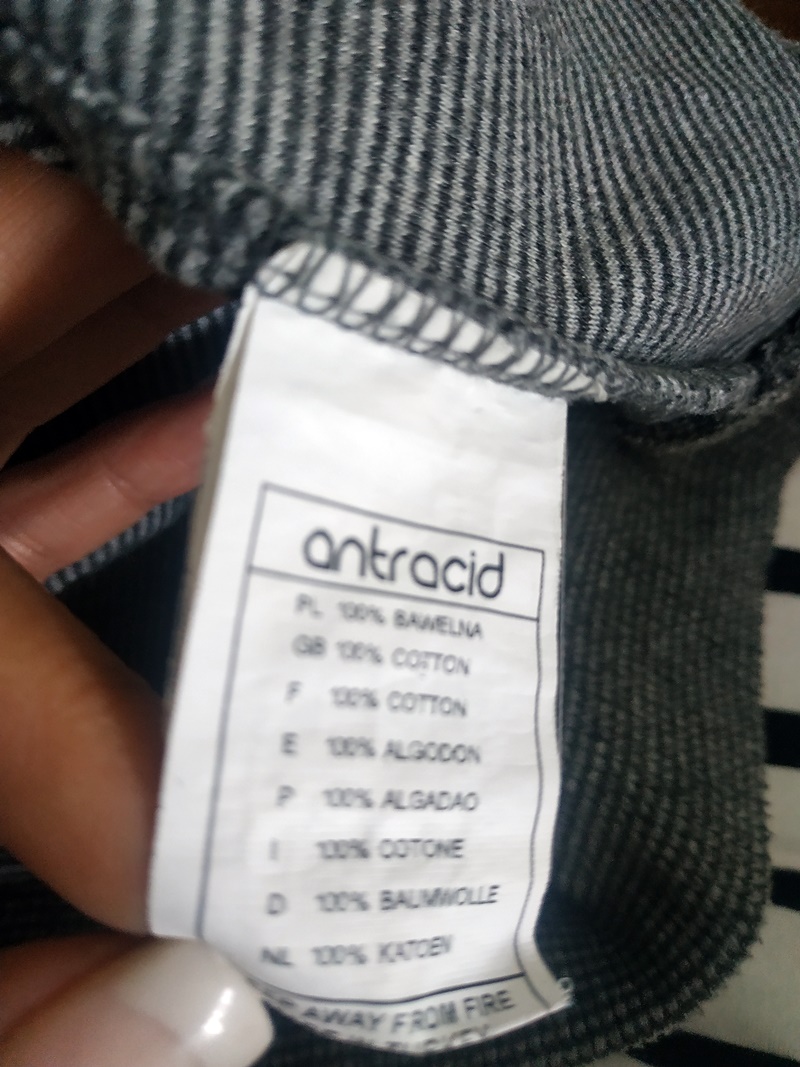 antracid
PL 100% BAWELNA
GB 100% COTTON
F 100% COTTON
E 100% ALGODON
P 100% ALGADAO
I 100% COTONE
D 100% BAUMWOLLE
NL 100% KATOEN
AWAY FROM FIRE